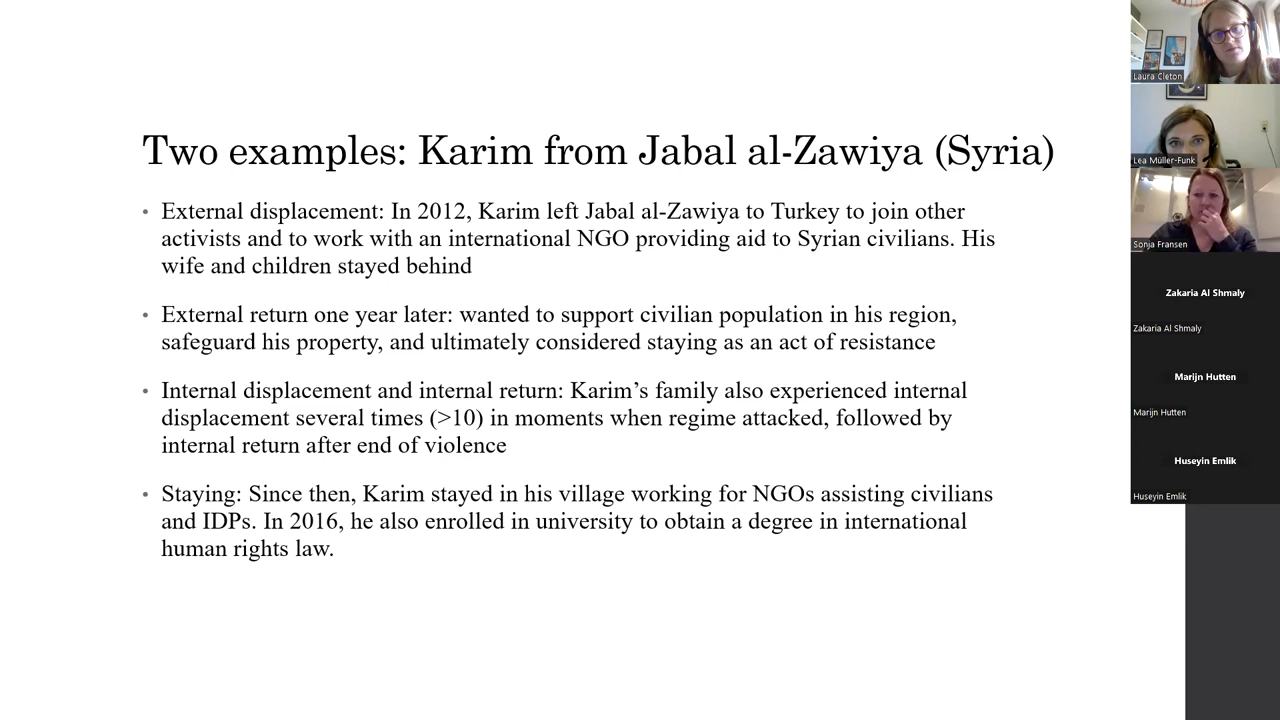 Two examples: Karim from Jabal al-Zawiya (Syria)
• External displacement: In 2012, Karim left Jabal al-Zawiya to Turkey to join other
activists and to work with an international NGO providing aid to Syrian civilians. His
wife and children stayed behind
• External return one year later: wanted to support civilian population in his region,
safeguard his property, and ultimately considered staying as an act of resistance
• Internal displacement and internal return: Karim’s family also experienced internal
displacement several times (>10) in moments when regime attacked, followed by
internal return after end of violence
• Staying: Since then, Karim stayed in his village working for NGOs assisting civilians
and IDPs. In 2016, he also enrolled in university to obtain a degree in international
human rights law.
Laura Cleton
Lea Müller-Funk
Sonja Fransen
Zakaria Al Shmaly
Zakaria Al Shmaly
Marijn Hutten
Marijn Hutten
Huseyin Emlik
Huseyin Emlik